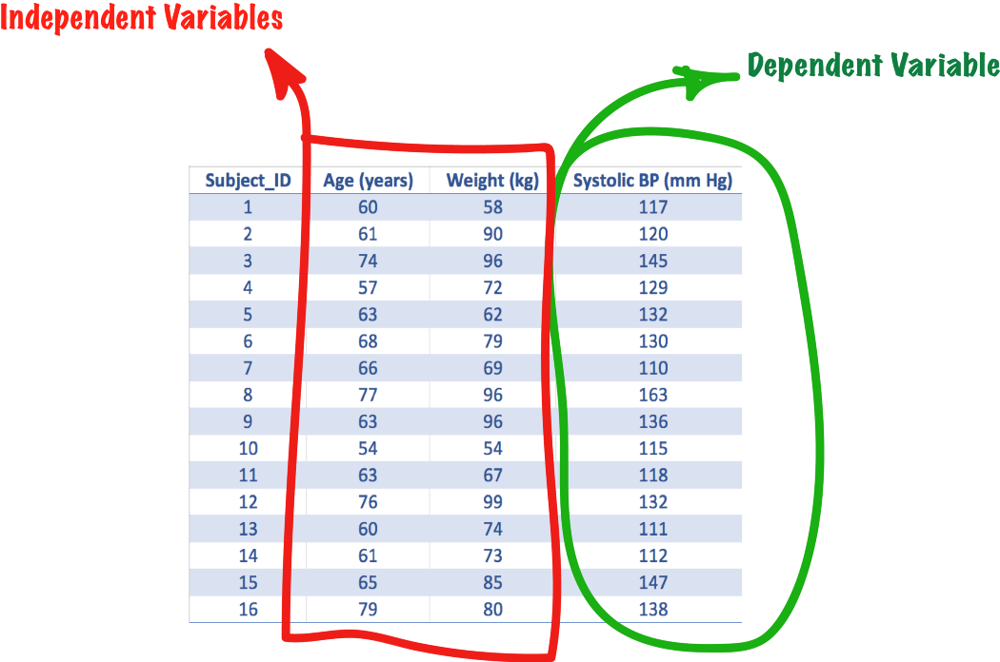 Independent Variables
Dependent Variable
Subject_ID Age (years) Weight (kg) Systolic BP (mm Hg)
1 60 58 117
2 61 90 120
3 74 96 145
4 57 72 129
5 63 62 132
6 68 79 130
7 66 69 110
8 77 96 163
9 63 96 136
10 54 54 115
11 63 67 118
12 76 99 132
13 60 74 111
14 61 73 112
15 65 85 147
16 79 80 138